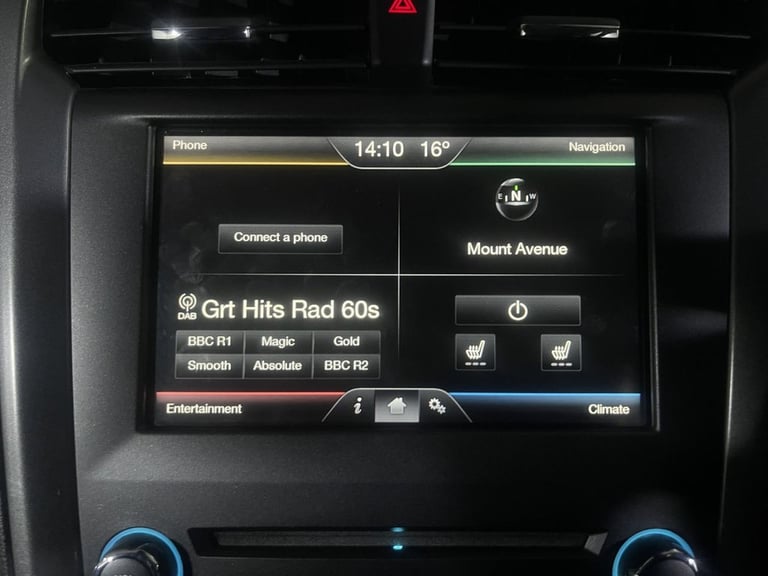 Phone
14:10 16°
Navigation
E N W
Connect a phone
Mount Avenue
DAB
Grt Hits Rad 60s
BBC R1 Magic Gold
Smooth Absolute BBC R2
Entertainment
i
Climate